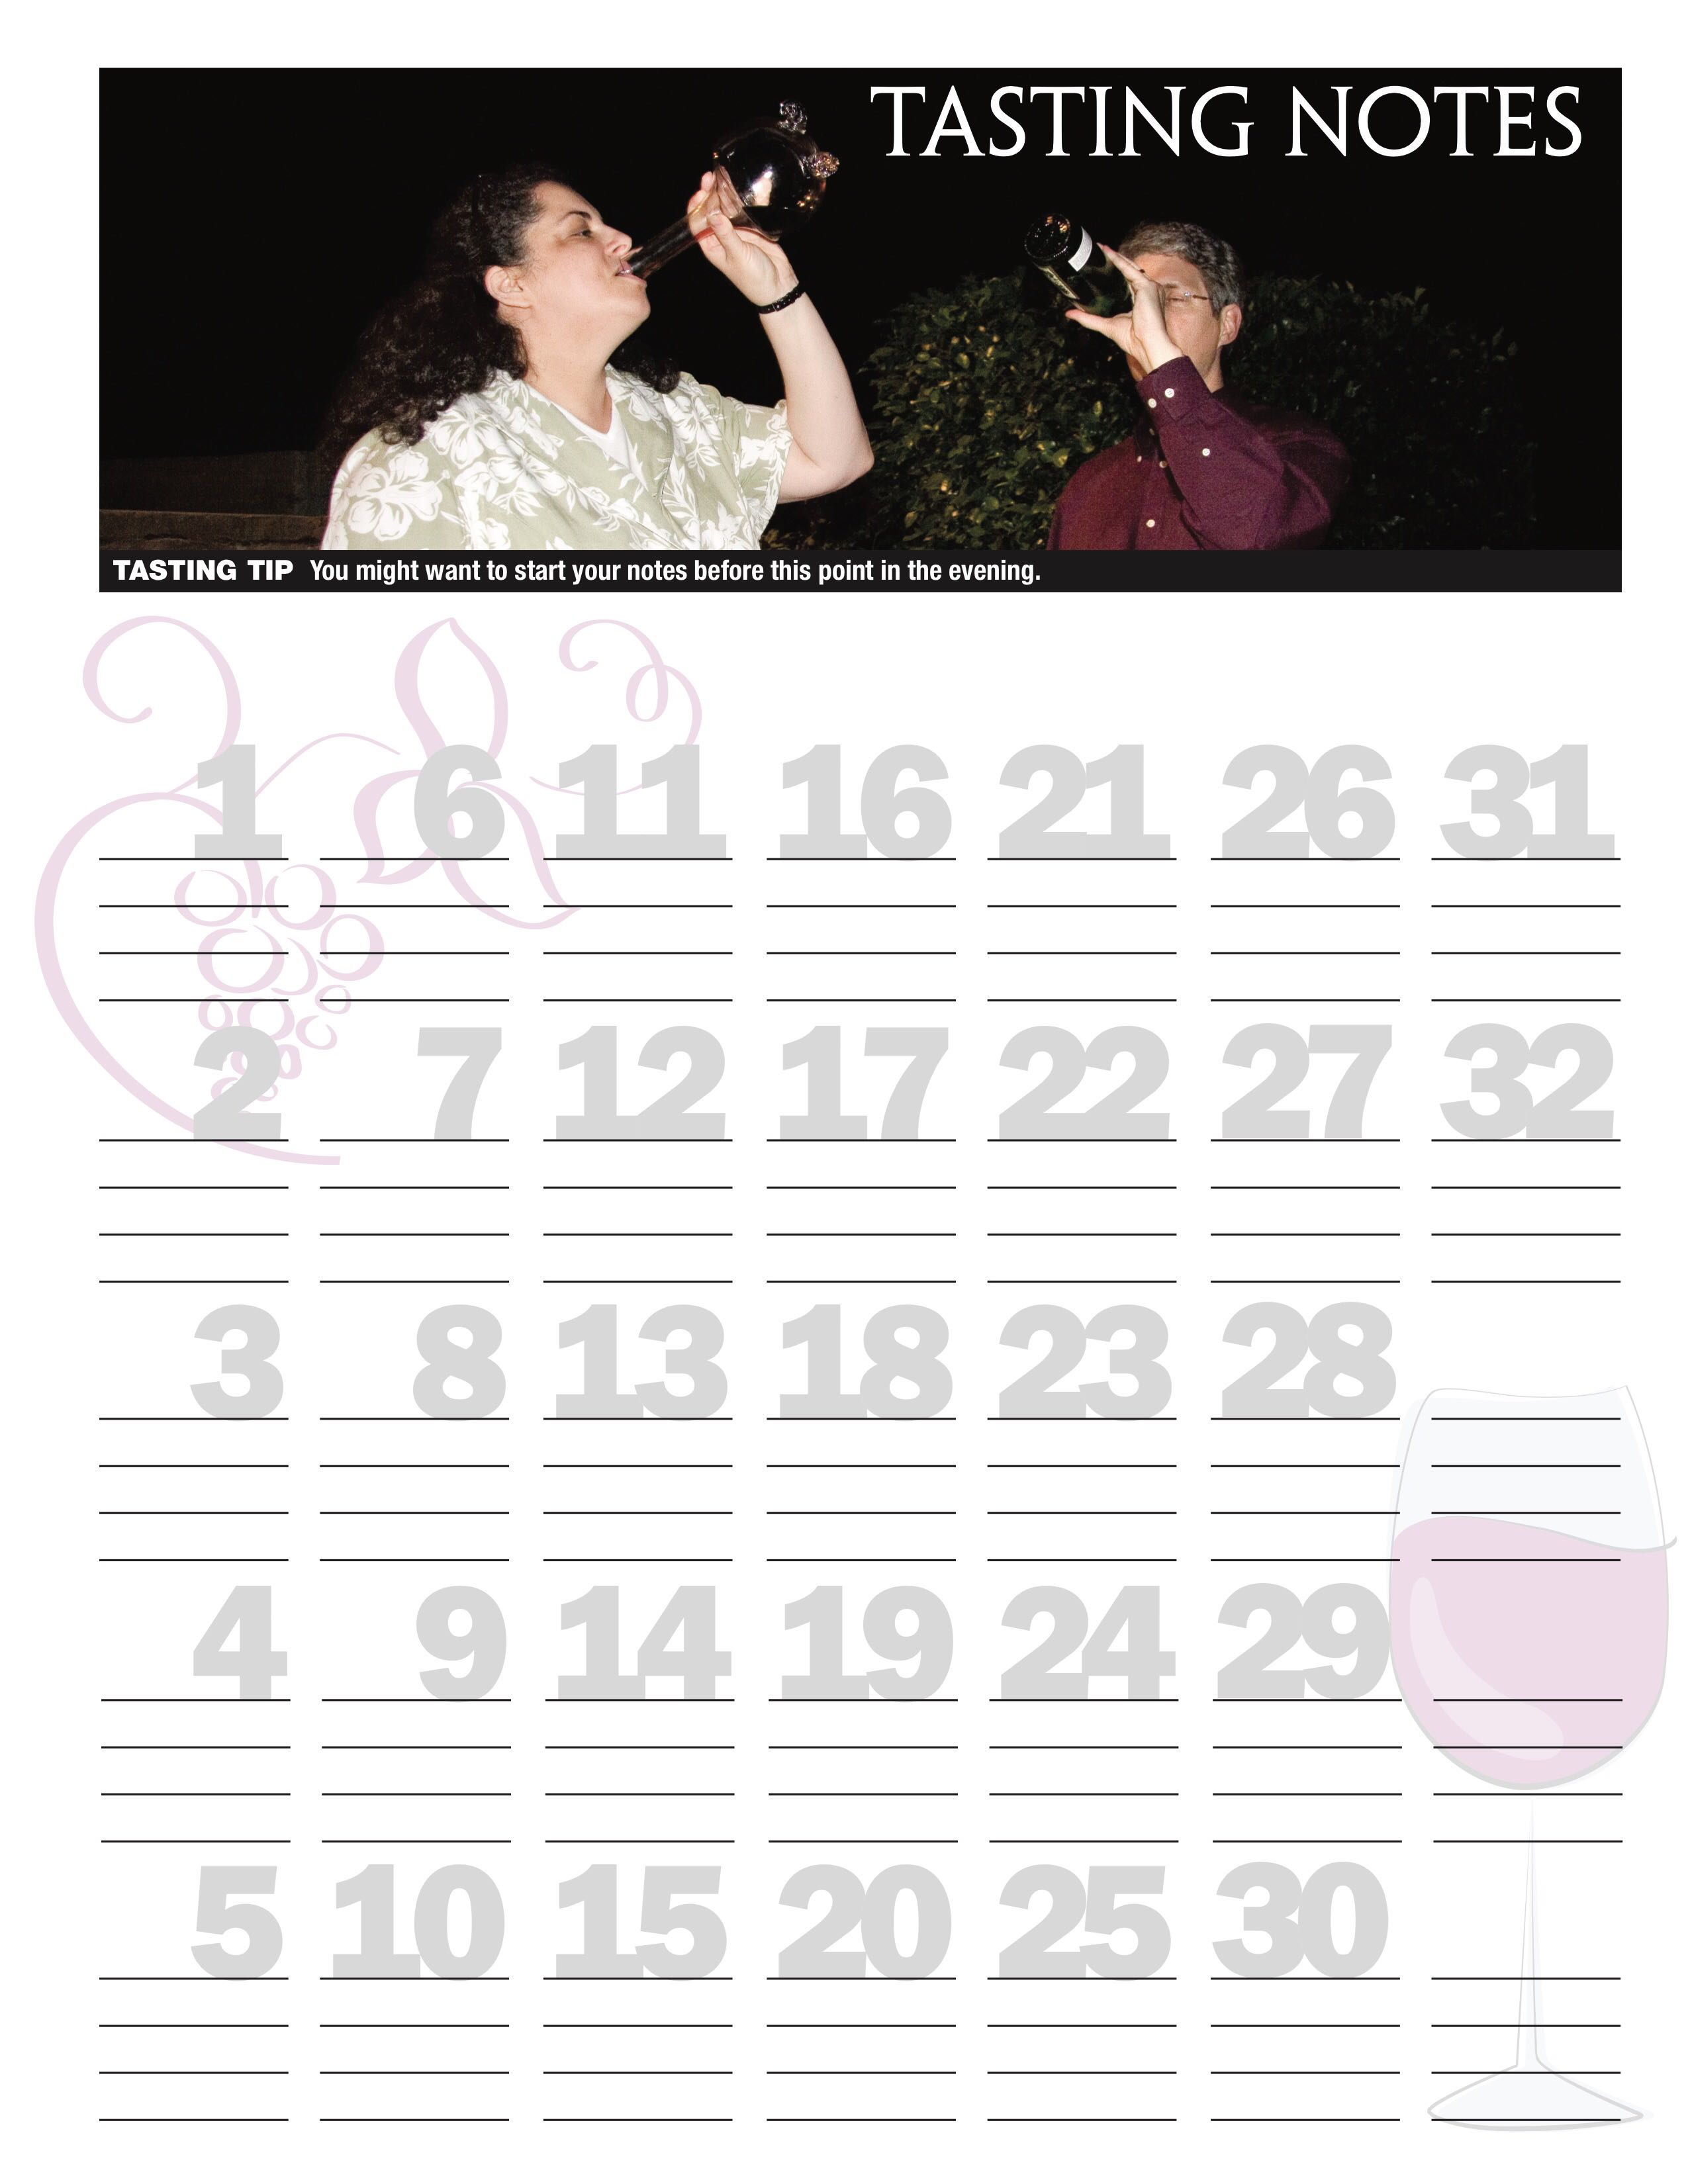 TASTING NOTES
TASTING TIP You might want to start your notes before this point in the evening.
1 6 11 16 21 26 31
2 7 12 17 22 27 32
3 8 13 18 23 28
4 9 14 19 24 29
5 10 15 20 25 30